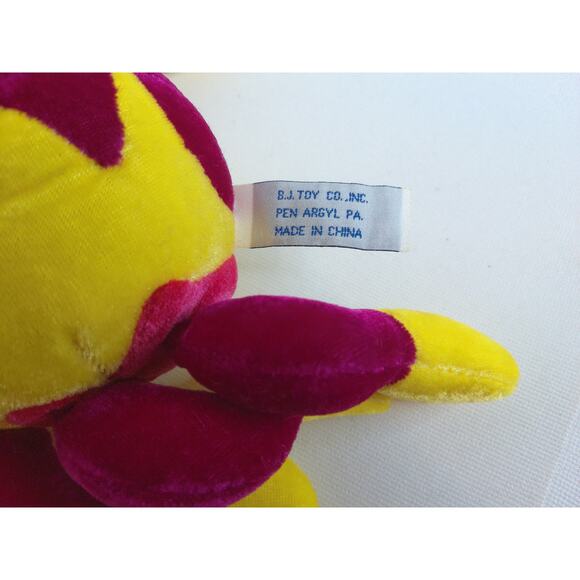 B.J. TOY CO.,INC.
PEN ARGYL PA.
MADE IN CHINA